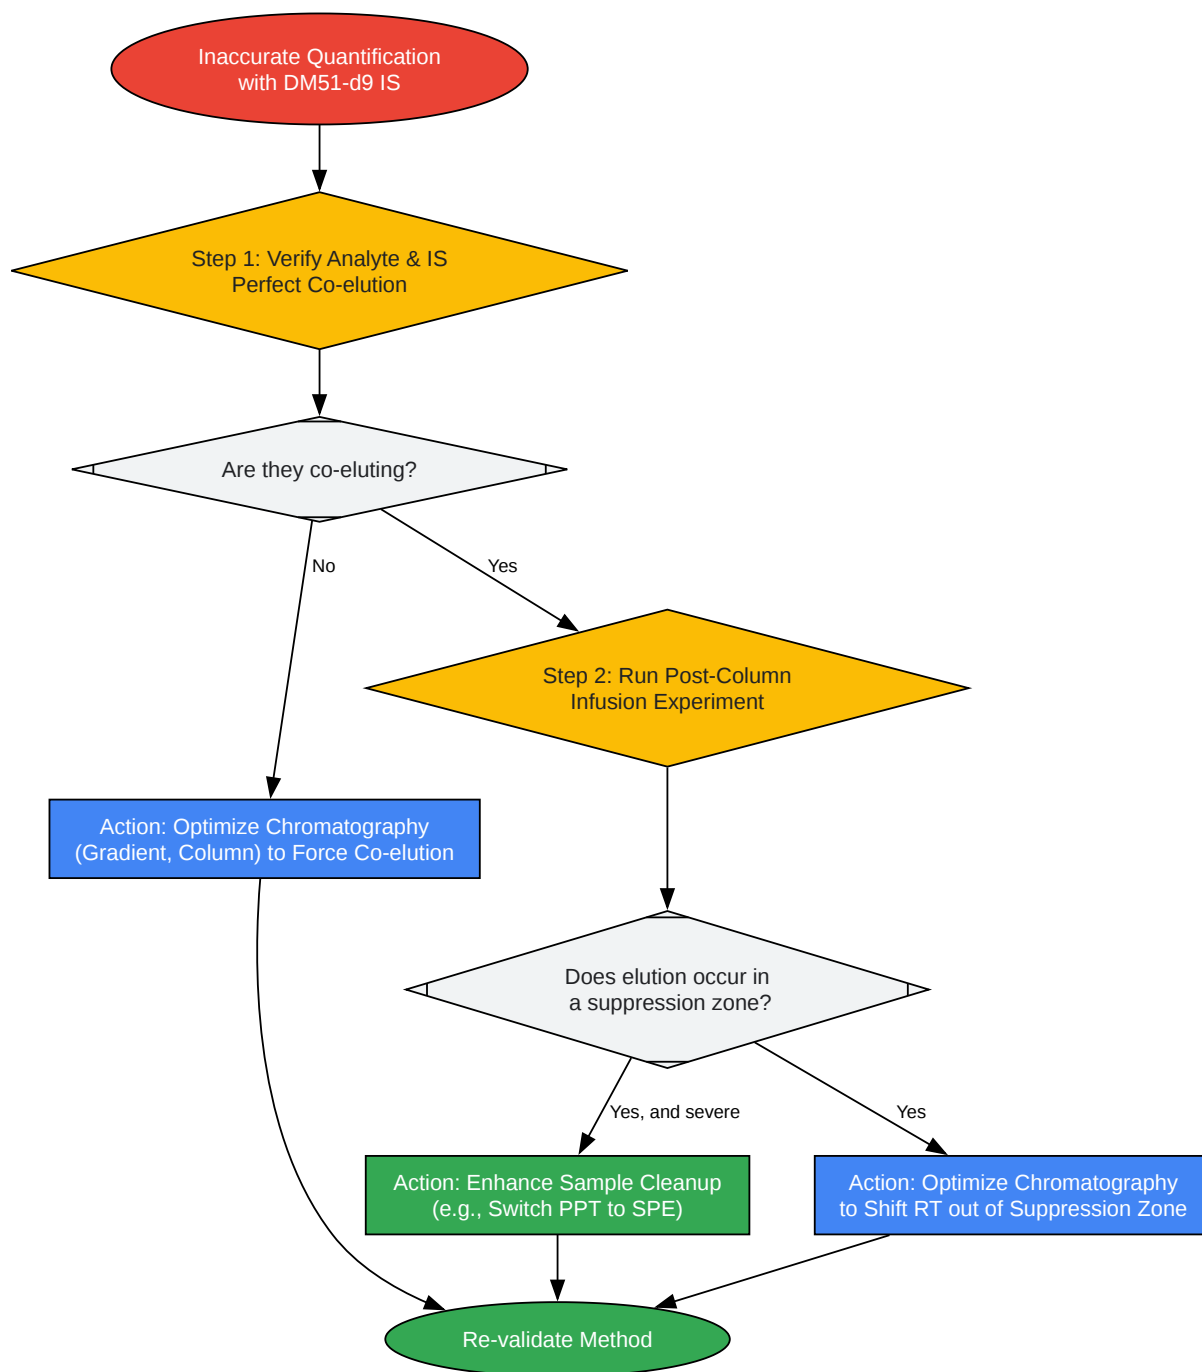 Inaccurate Quantification
with DM51-d9 IS
Step 1: Verify Analyte & IS
Perfect Co-elution
Are they co-eluting?
No
Yes
Step 2: Run Post-Column
Infusion Experiment
Action: Optimize Chromatography
(Gradient, Column) to Force Co-elution
Does elution occur in
a suppression zone?
Yes, and severe
Yes
Action: Enhance Sample Cleanup
(e.g., Switch PPT to SPE)
Action: Optimize Chromatography
to Shift RT out of Suppression Zone
Re-validate Method